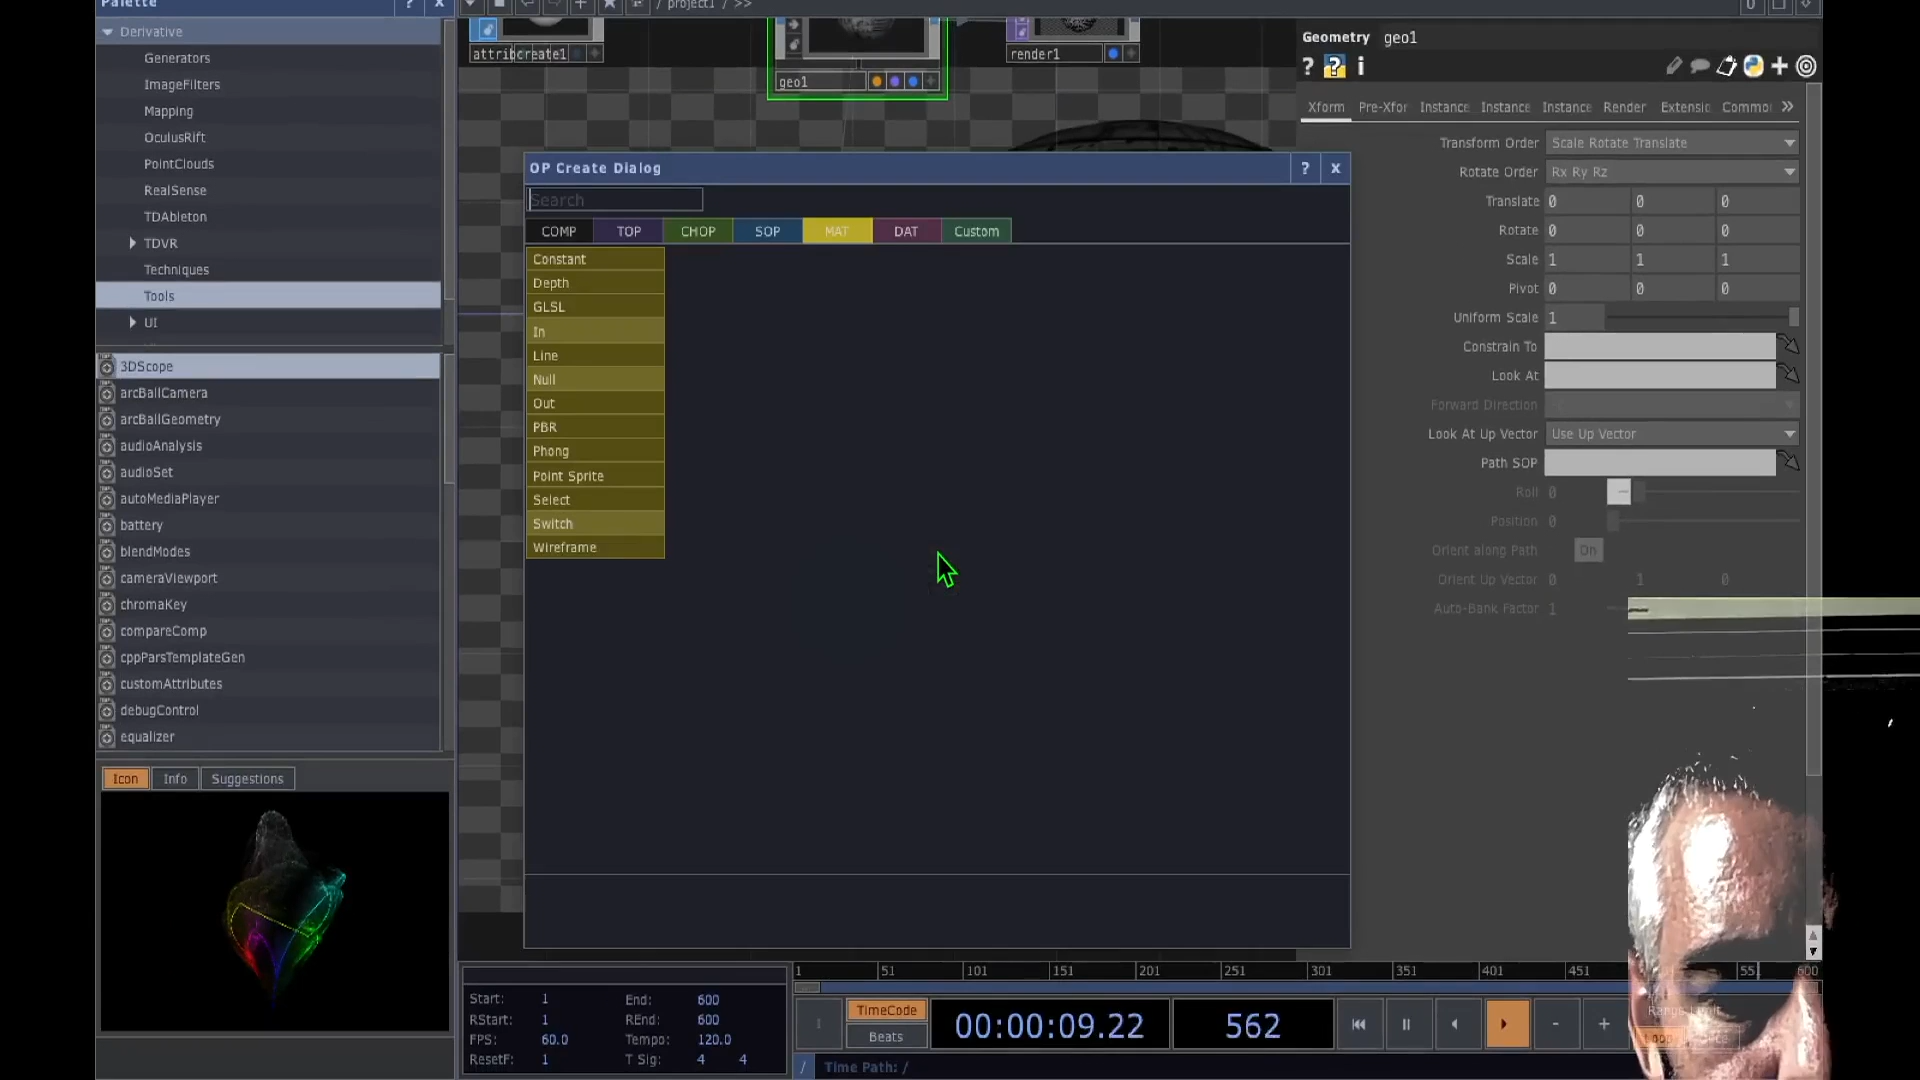 Palette ? x
/ project1 / >>
Derivative
Generators
ImageFilters
Mapping
OculusRift
PointClouds
RealSense
TDAbleton
TDVR
Techniques
Tools
UI
3DScope
arcBallCamera
arcBallGeometry
audioAnalysis
audioSet
autoMediaPlayer
battery
blendModes
cameraViewport
chromaKey
compareComp
cppParsTemplateGen
customAttributes
debugControl
equalizer
Icon Info Suggestions
attribcreate1
geo1
render1
OP Create Dialog ? x
Search
COMP TOP CHOP SOP MAT DAT Custom
Constant
Depth
GLSL
In
Line
Null
Out
PBR
Phong
Point Sprite
Select
Switch
Wireframe
Geometry geo1
? ? i
Xform Pre-Xfor Instance Instance Instance Render Extensic Commor >>
Transform Order Scale Rotate Translate
Rotate Order Rx Ry Rz
Translate 0 0 0
Rotate 0 0 0
Scale 1 1 1
Pivot 0 0 0
Uniform Scale 1
Constrain To
Look At
Forward Direction
Look At Up Vector Use Up Vector
Path SOP
Roll 0
Position 0
Orient along Path On
Orient Up Vector 0 1 0
Auto-Bank Factor 1
Start: 1 End: 600
RStart: 1 REnd: 600
FPS: 60.0 Tempo: 120.0
ResetF: 1 T Sig: 4 4
1 51 101 151 201 251 301 351 401 451 551 600
TimeCode
Beats
00:00:09.22
562
- +
Range Limit
Loop
/ Time Path: /